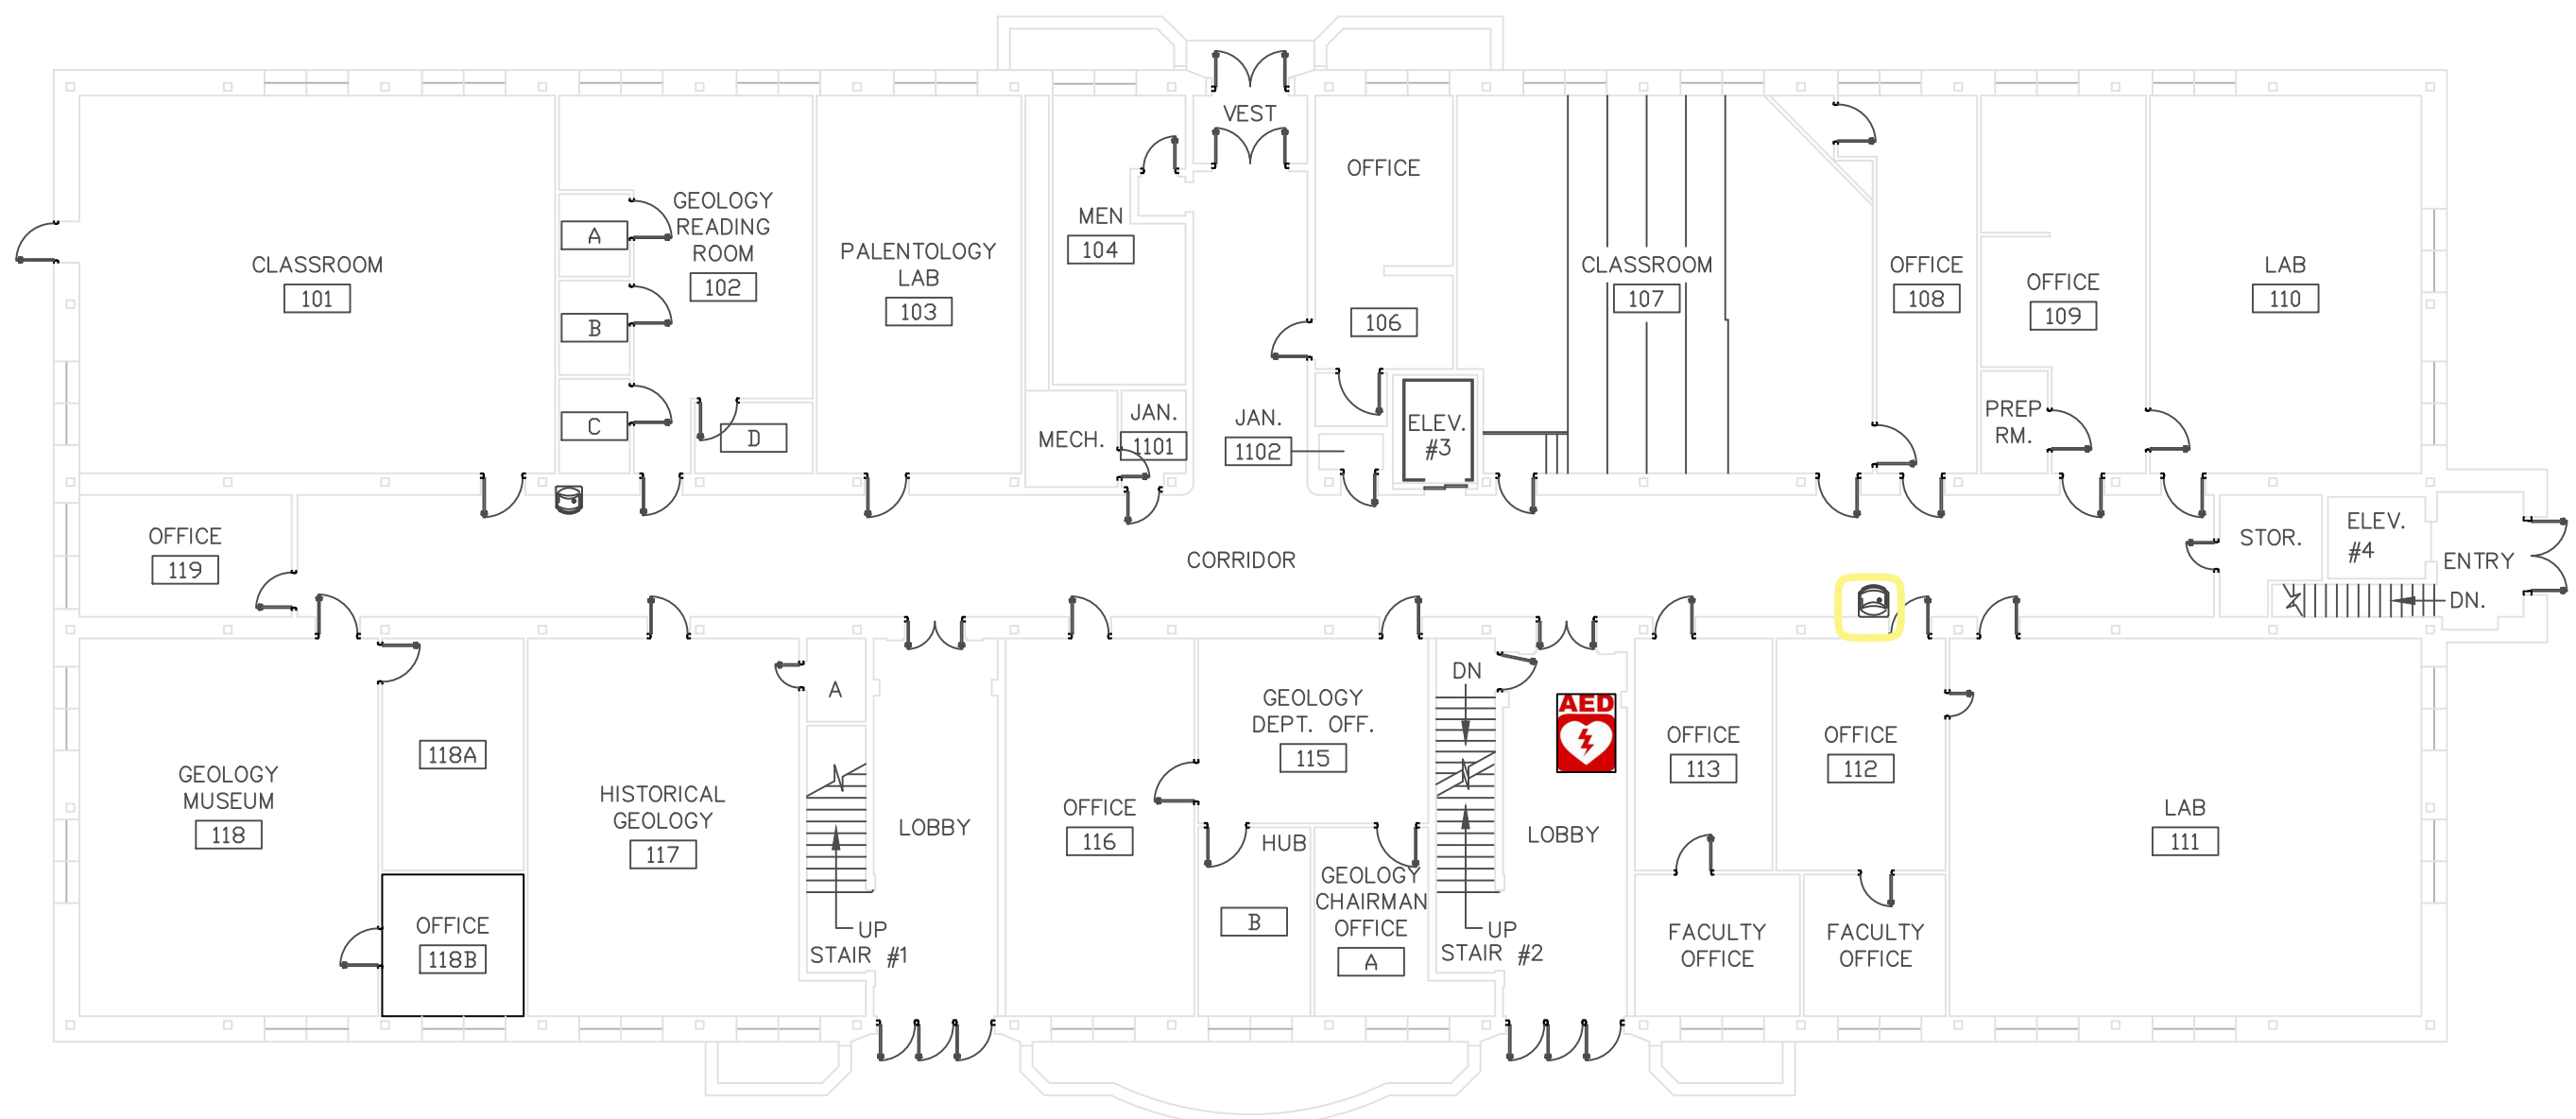 VEST
OFFICE
106
CLASSROOM
101
A
B
C
D
GEOLOGY
READING
ROOM
102
PALENTOLOGY
LAB
103
MEN
104
MECH.
JAN.
1101
JAN.
1102
ELEV.
#3
CLASSROOM
107
OFFICE
108
OFFICE
109
PREP
RM.
LAB
110
OFFICE
119
CORRIDOR
STOR.
ELEV.
#4
ENTRY
DN.
GEOLOGY
MUSEUM
118
118A
OFFICE
118B
HISTORICAL
GEOLOGY
117
A
UP
STAIR #1
LOBBY
OFFICE
116
GEOLOGY
DEPT. OFF.
115
HUB
B
GEOLOGY
CHAIRMAN
OFFICE
A
DN
UP
STAIR #2
AED
LOBBY
OFFICE
113
OFFICE
112
FACULTY
OFFICE
FACULTY
OFFICE
LAB
111